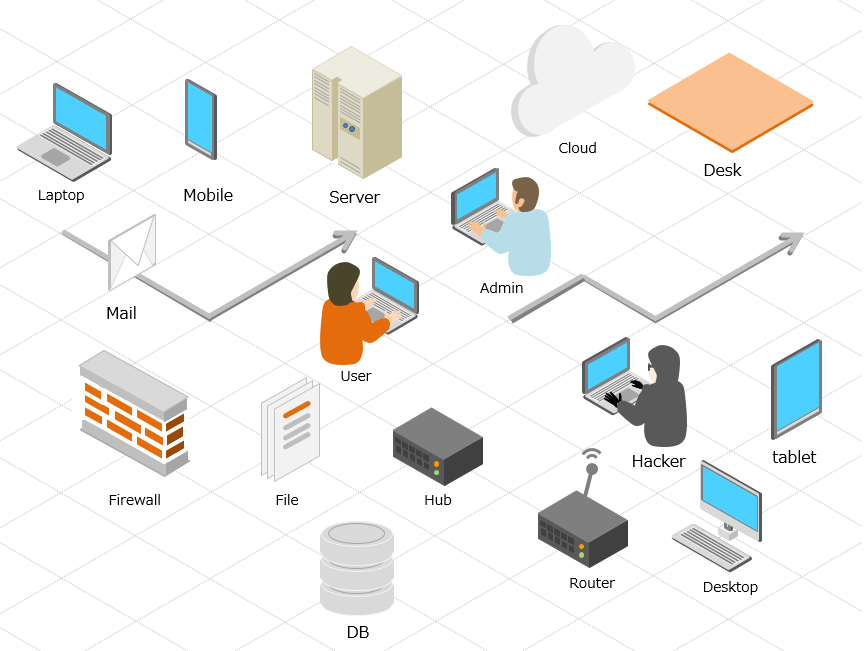 Cloud
Desk
Laptop
Mobile
Server
Admin
Mail
User
Hacker
tablet
Firewall
File
Hub
Router
Desktop
DB